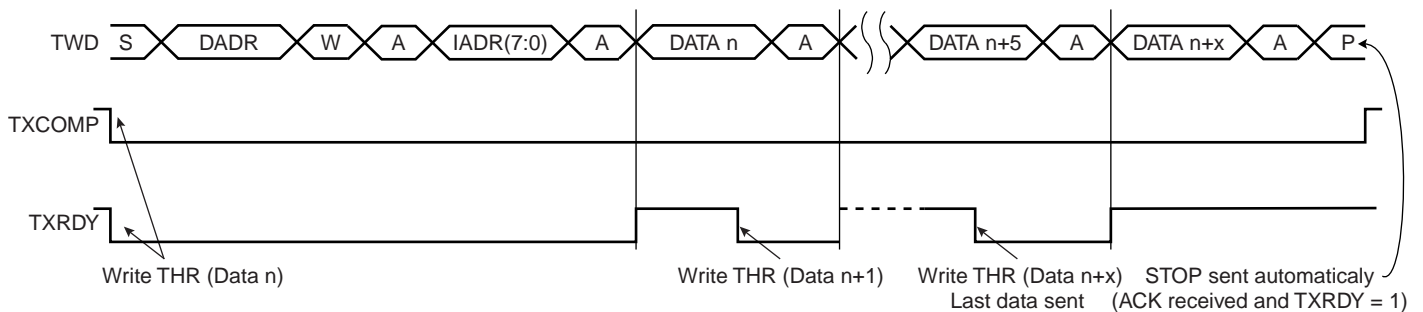 TWD S DADR W A IADR(7:0) A DATA n A DATA n+5 A DATA n+x A P
TXCOMP
TXRDY
Write THR (Data n) Write THR (Data n+1) Write THR (Data n+x) STOP sent automaticaly
Last data sent (ACK received and TXRDY = 1)